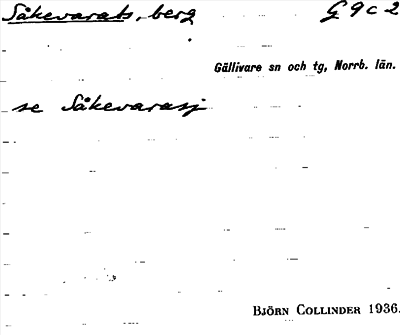 Såkevarats, berg G 9 c 2
Gällivare sn och tg, Norrb. län.
se Såkevarasj
BJÖRN COLLINDER 1936.